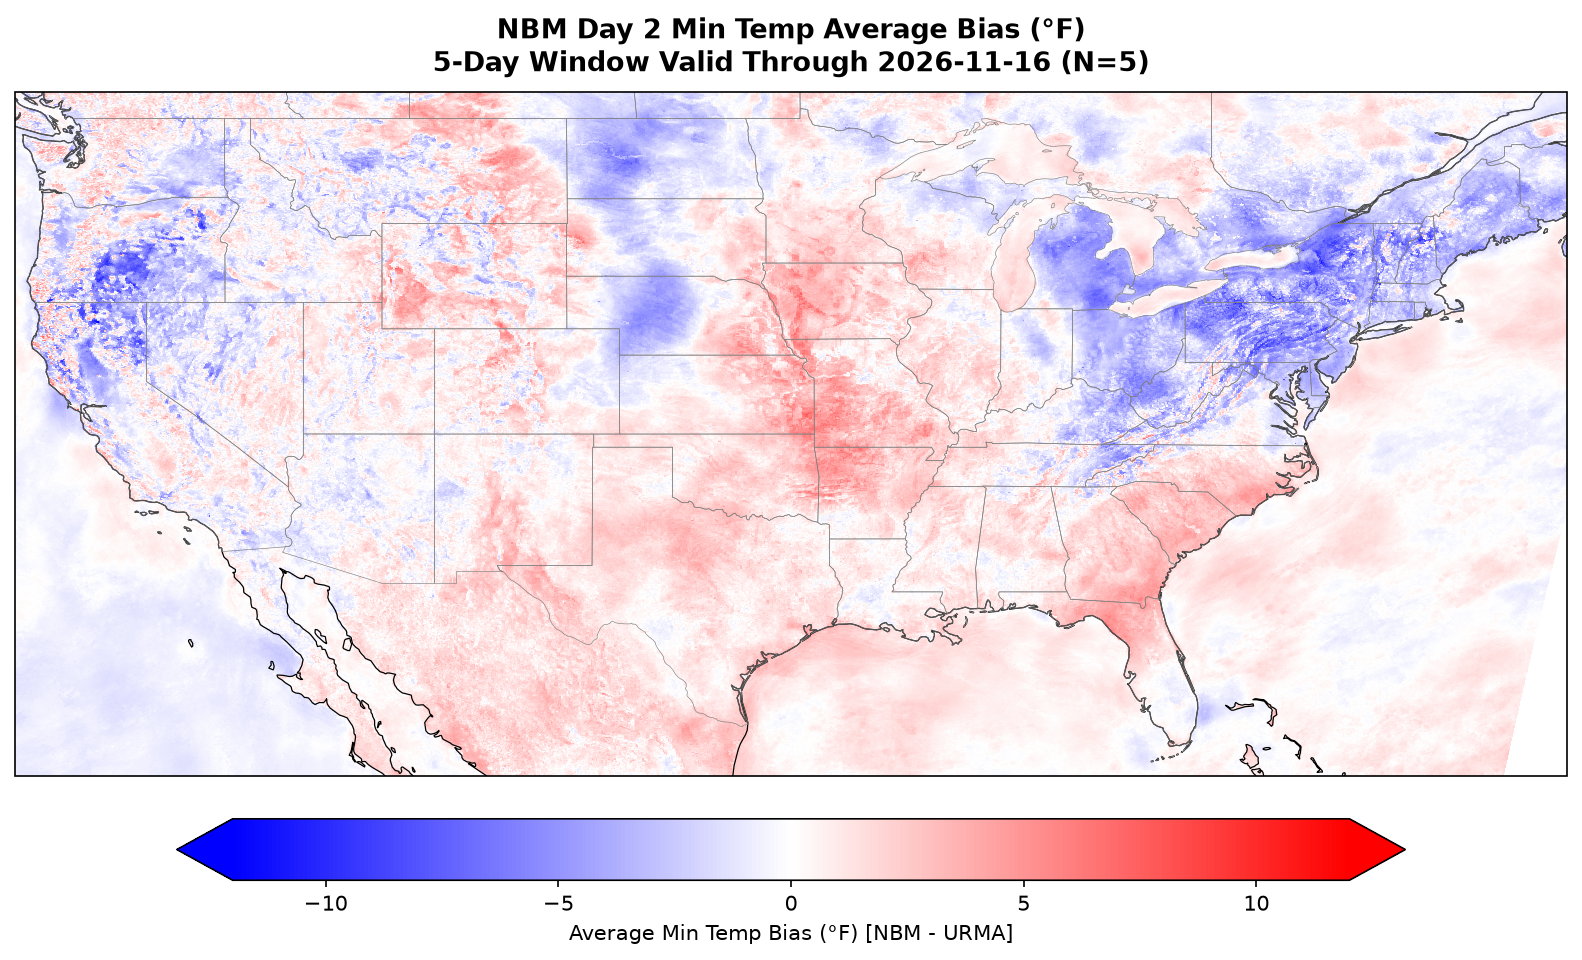 NBM Day 2 Min Temp Average Bias (°F)
5-Day Window Valid Through 2026-11-16 (N=5)
−10 −5 0 5 10
Average Min Temp Bias (°F) [NBM - URMA]